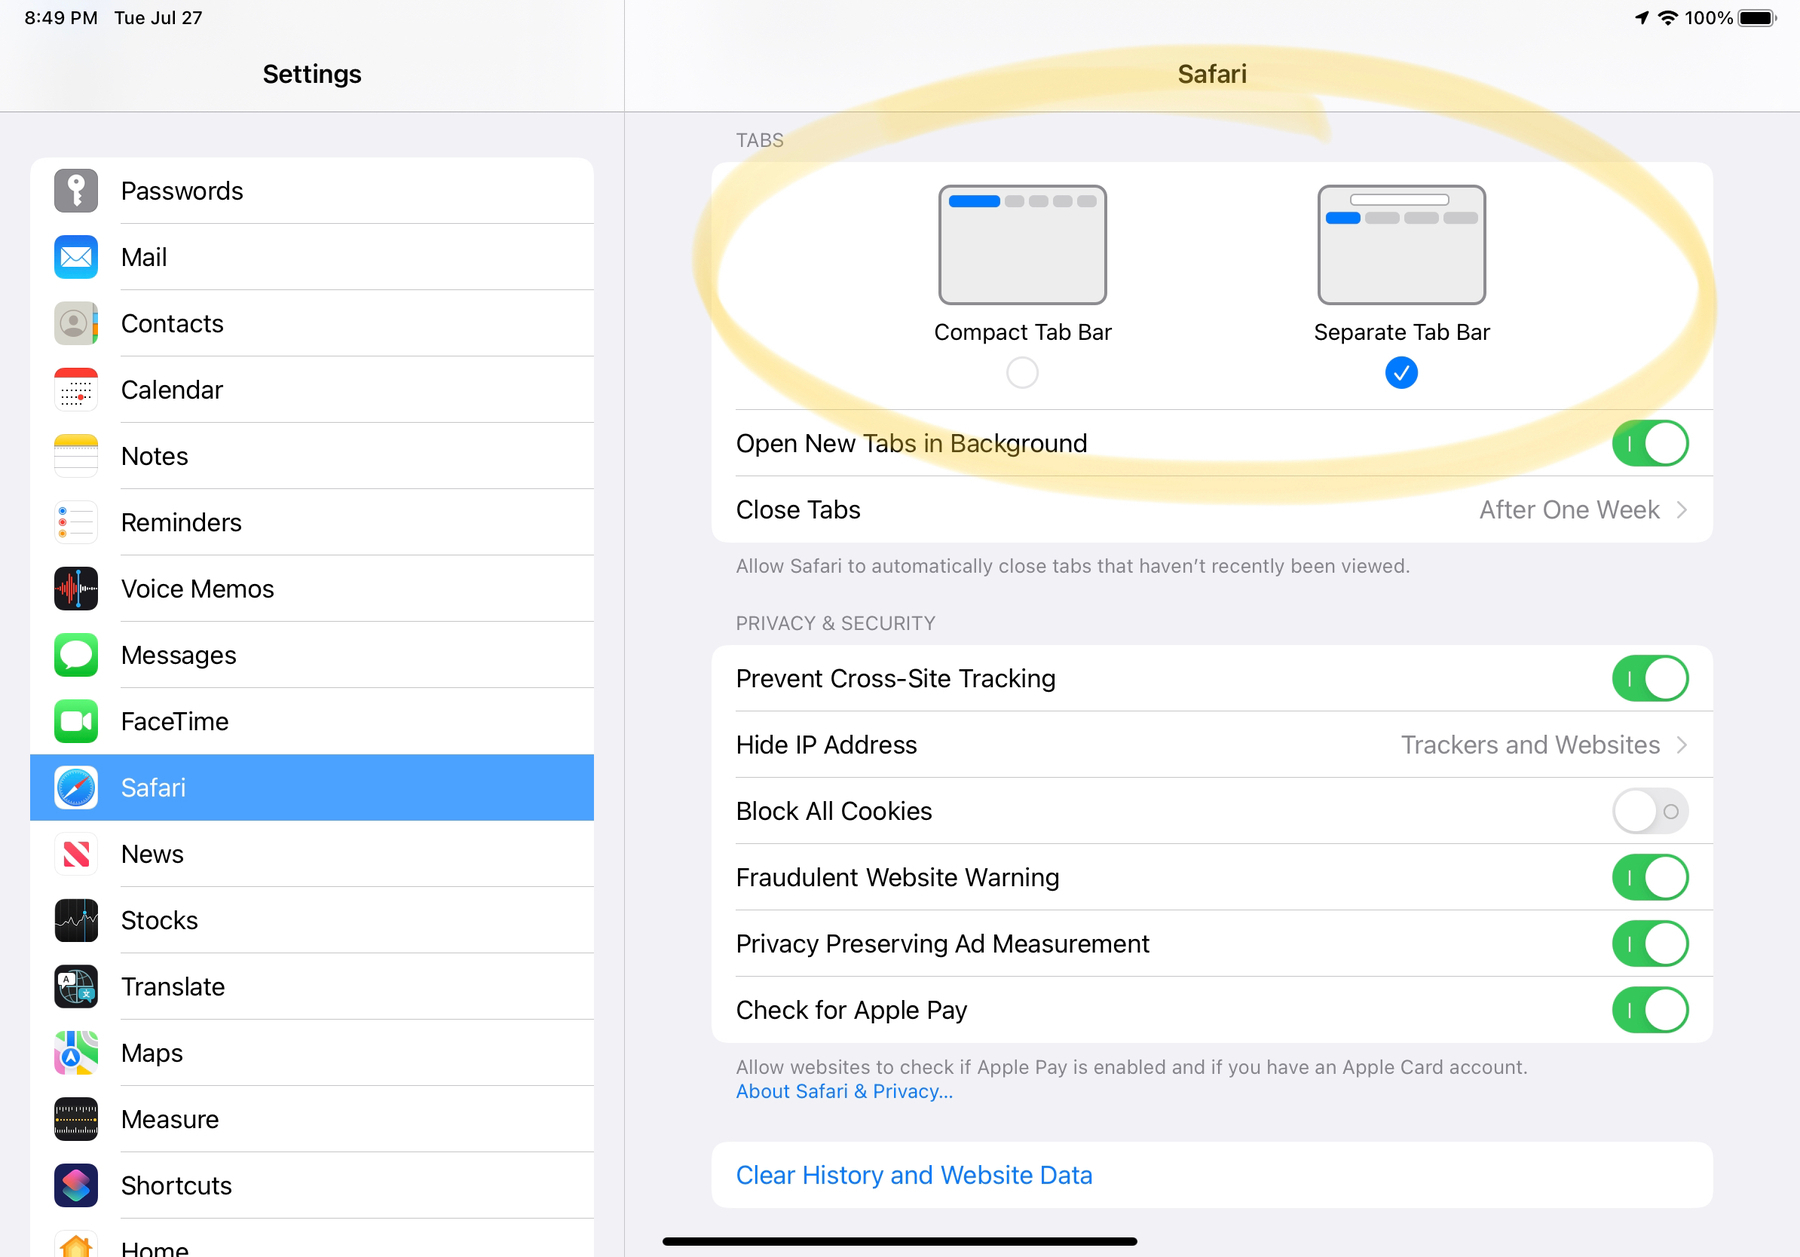 8:49 PM Tue Jul 27
100%
Settings
Safari
Passwords
Mail
Contacts
Calendar
Notes
Reminders
Voice Memos
Messages
FaceTime
Safari
News
Stocks
Translate
Maps
Measure
Shortcuts
Home
TABS
Compact Tab Bar
Separate Tab Bar
Open New Tabs in Background
Close Tabs
After One Week
Allow Safari to automatically close tabs that haven’t recently been viewed.
PRIVACY & SECURITY
Prevent Cross-Site Tracking
Hide IP Address
Trackers and Websites
Block All Cookies
Fraudulent Website Warning
Privacy Preserving Ad Measurement
Check for Apple Pay
Allow websites to check if Apple Pay is enabled and if you have an Apple Card account.
About Safari & Privacy...
Clear History and Website Data